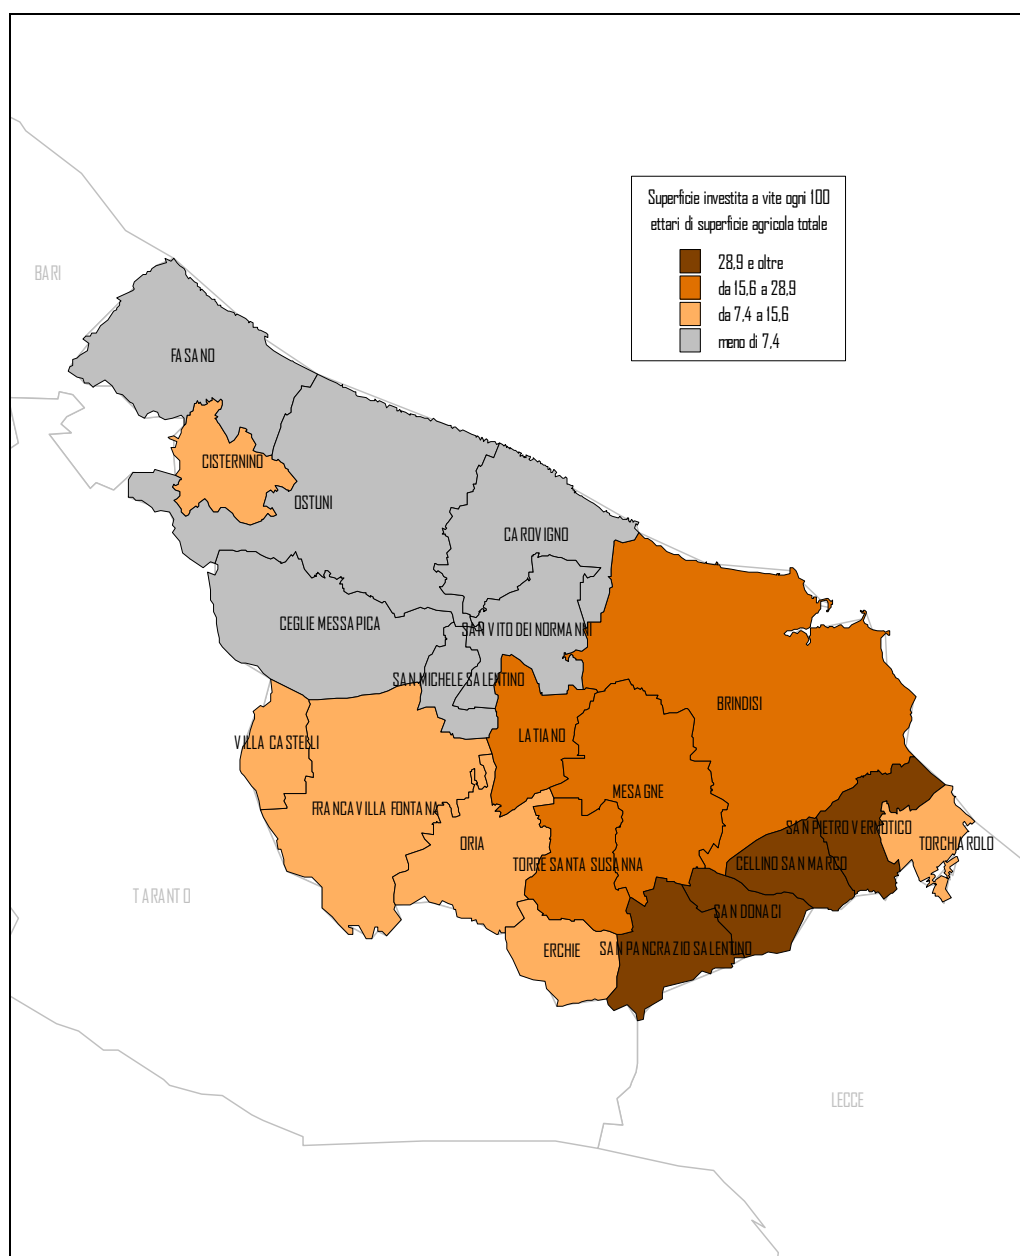 Superficie investita a vite ogni 100
ettari di superficie agricola totale
28,9 e oltre
da 15,6 a 28,9
da 7,4 a 15,6
meno di 7,4
BARI
FASANO
CISTERNINO
OSTUNI
CAROVIGNO
CEGLIE MESSAPICA
SAN VITO DEI NORMANNI
SAN MICHELE SALENTINO
BRINDISI
VILLA CASTELLI
LATIANO
MESAGNE
FRANCAVILLA FONTANA
SAN PIETRO VERNOTICO
ORIA
TORCHIAROLO
TORRE SANTA SUSANNA
CELLINO SAN MARCO
TARANTO
SAN DONACI
ERCHIE
SAN PANCRAZIO SALENTINO
LECCE